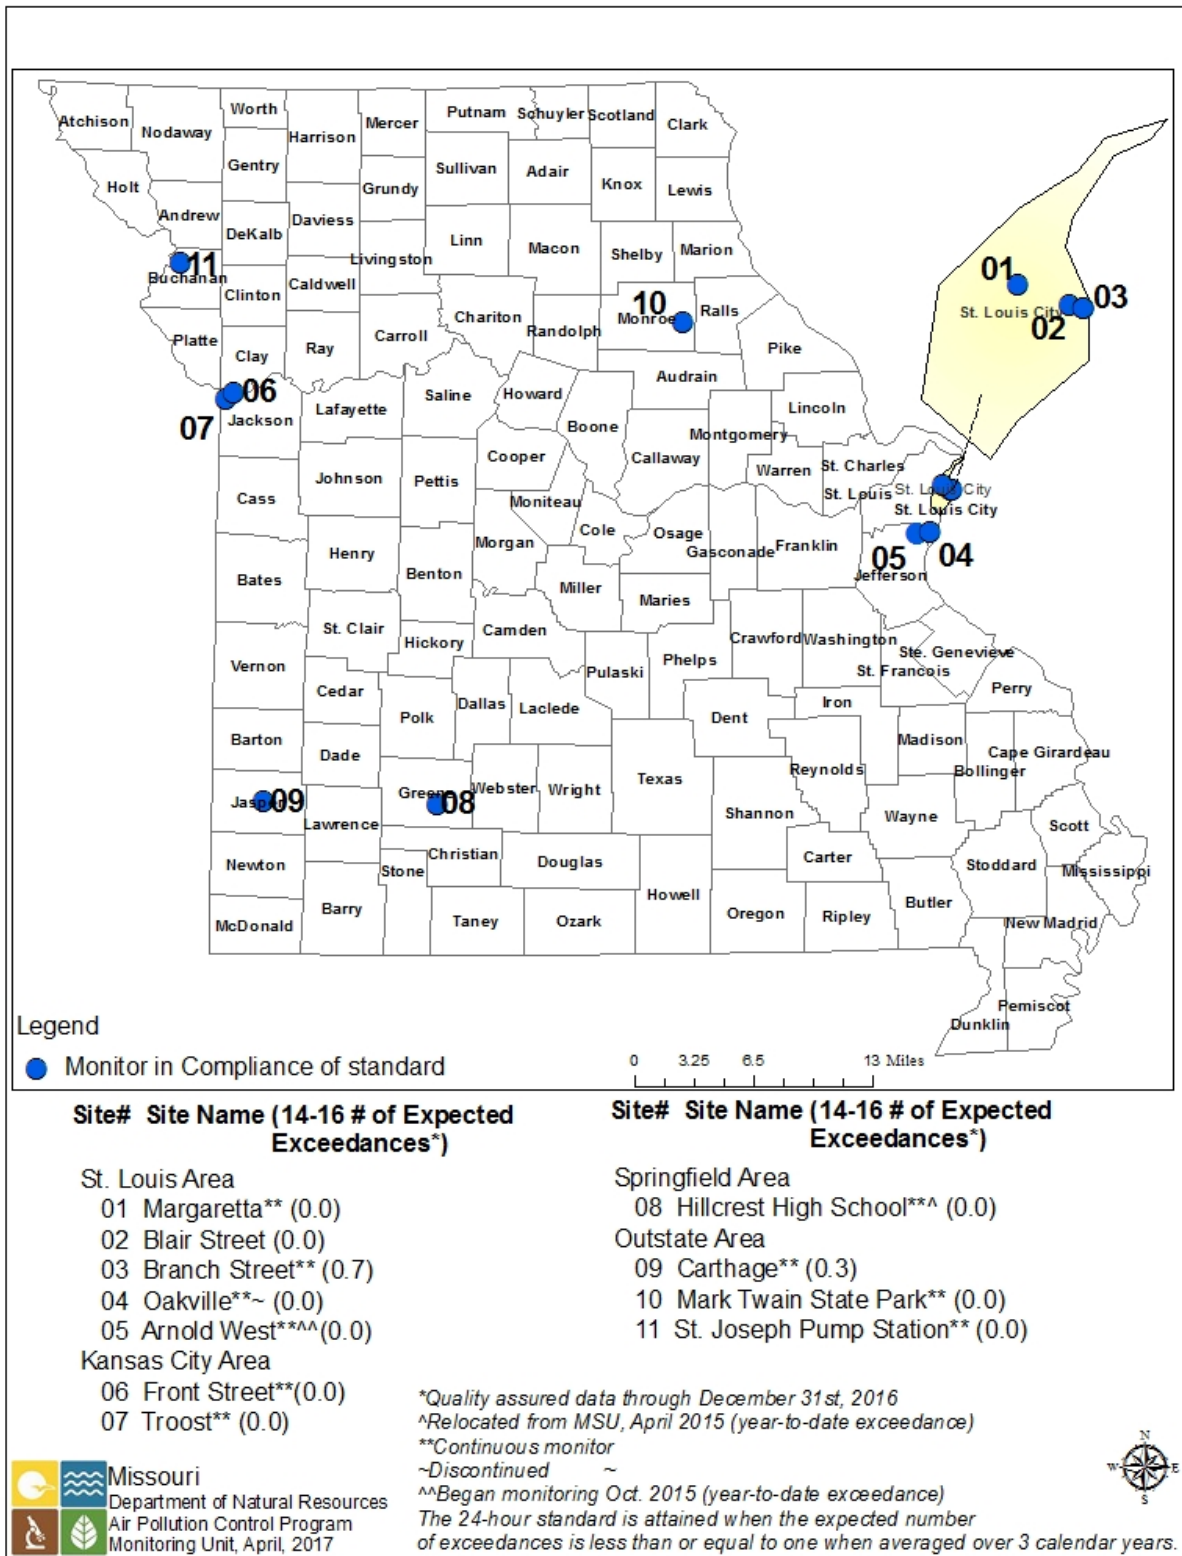 Atchison
Nodaway
Worth
Harrison
Mercer
Putnam
Schuyler
Scotland
Clark
Gentry
Sullivan
Adair
Knox
Lewis
Holt
Grundy
Andrew
DeKalb
Daviess
Linn
Macon
Shelby
Marion
Livingston
11
Buchanan
Clinton
Caldwell
Chariton
Randolph
10
Monroe
Ralls
01
St. Louis City
02
03
Platte
Clay
Ray
Carroll
Pike
Audrain
06
07
Jackson
Lafayette
Saline
Howard
Boone
Lincoln
Montgomery
Callaway
Cooper
Warren
St. Charles
St. Louis
St. Louis City
St. Louis City
Cass
Johnson
Pettis
Moniteau
Cole
Osage
Gasconade
Franklin
05
04
Jefferson
Henry
Morgan
Bates
Benton
Miller
Maries
St. Clair
Hickory
Camden
Crawford
Washington
Ste. Genevieve
St. Francois
Vernon
Pulaski
Phelps
Perry
Cedar
Polk
Dallas
Laclede
Dent
Iron
Madison
Cape Girardeau
Bollinger
Barton
Dade
Texas
Reynolds
Jasper
09
Greene
08
Webster
Wright
Shannon
Wayne
Scott
Lawrence
Newton
Christian
Stone
Douglas
Carter
Stoddard
Mississippi
Howell
Barry
McDonald
Taney
Ozark
Oregon
Ripley
Butler
New Madrid
Pemiscot
Dunklin
Legend
Monitor in Compliance of standard
0 3.25 6.5 13 Miles
Site# Site Name (14-16 # of Expected
Exceedances*)
St. Louis Area
01 Margaretta** (0.0)
02 Blair Street (0.0)
03 Branch Street** (0.7)
04 Oakville**~ (0.0)
05 Arnold West**^^(0.0)
Kansas City Area
06 Front Street**(0.0)
07 Troost** (0.0)
Site# Site Name (14-16 # of Expected
Exceedances*)
Springfield Area
08 Hillcrest High School**^ (0.0)
Outstate Area
09 Carthage** (0.3)
10 Mark Twain State Park** (0.0)
11 St. Joseph Pump Station** (0.0)
*Quality assured data through December 31st, 2016
^Relocated from MSU, April 2015 (year-to-date exceedance)
**Continuous monitor
~Discontinued ~
^^Began monitoring Oct. 2015 (year-to-date exceedance)
The 24-hour standard is attained when the expected number
of exceedances is less than or equal to one when averaged over 3 calendar years.
N
W E
S
Missouri
Department of Natural Resources
Air Pollution Control Program
Monitoring Unit, April, 2017